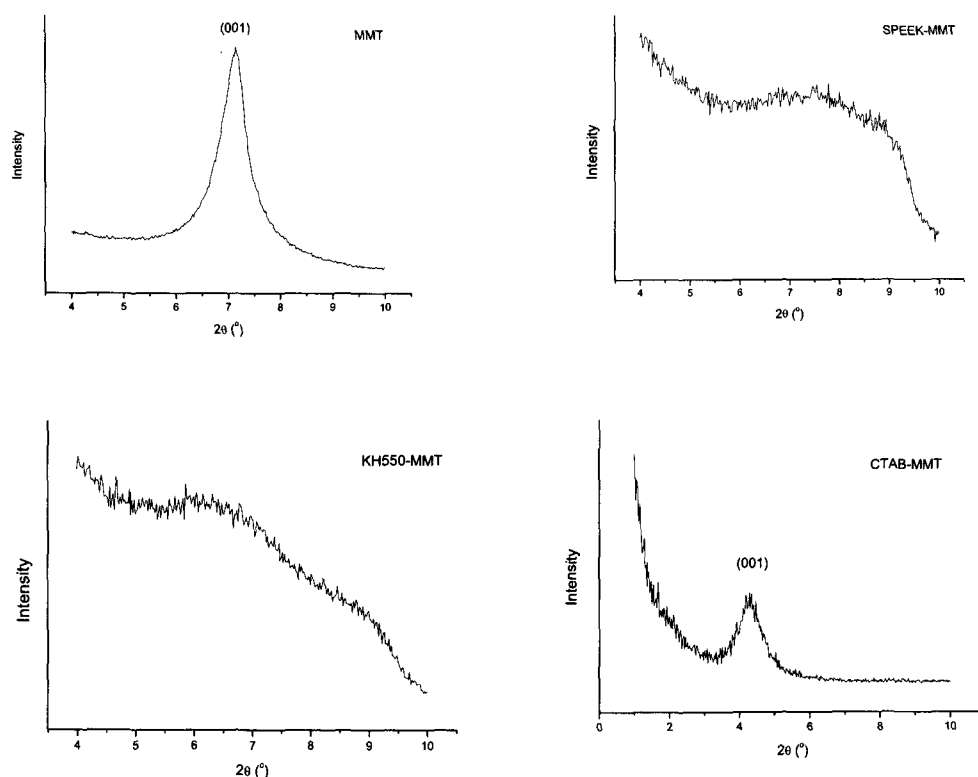 (001)
MMT
Intensity
4 5 6 7 8 9 10
2θ (°)
SPEEK-MMT
Intensity
4 5 6 7 8 9 10
2θ (°)
KH550-MMT
Intensity
4 5 6 7 8 9 10
2θ (°)
CTAB-MMT
(001)
Intensity
0 2 4 6 8 10
2θ (°)